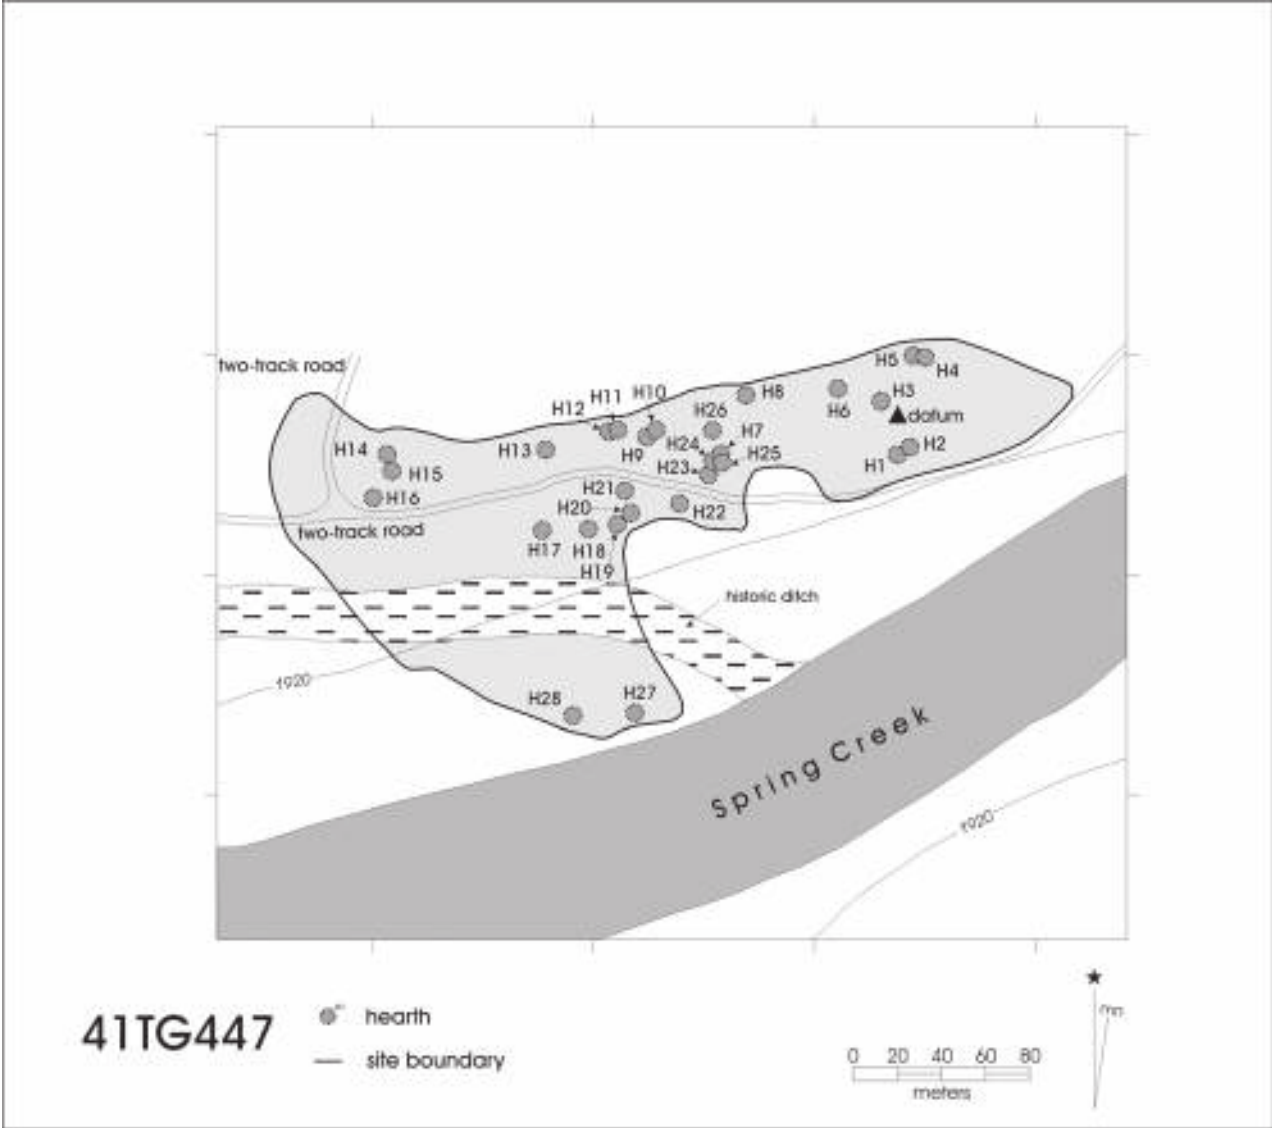 two-track road
H5
H4
H3
H8
H6
datum
H10
H11
H12
H26
H7
H2
H14
H13
H9
H24
H25
H1
H15
H23
H16
H21
H20
H22
two-track road
H17
H18
H19
historic ditch
1920
H28
H27
Spring Creek
1920
mn
41TG447
hearth
site boundary
0 20 40 60 80
meters